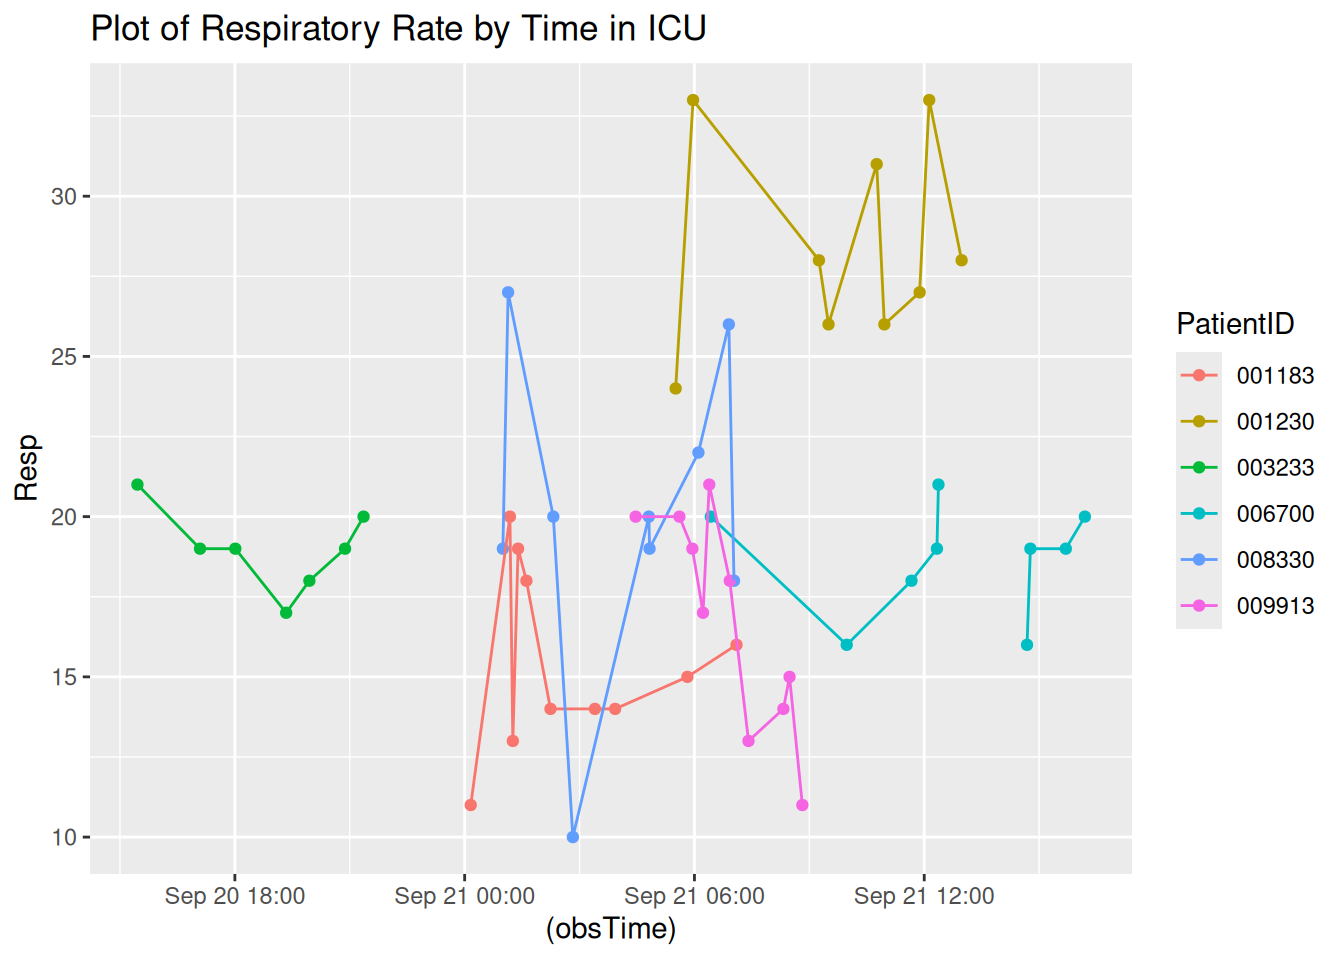 Plot of Respiratory Rate by Time in ICU
Resp
30
25
20
15
10
Sep 20 18:00
Sep 21 00:00
Sep 21 06:00
Sep 21 12:00
(obsTime)
PatientID
001183
001230
003233
006700
008330
009913